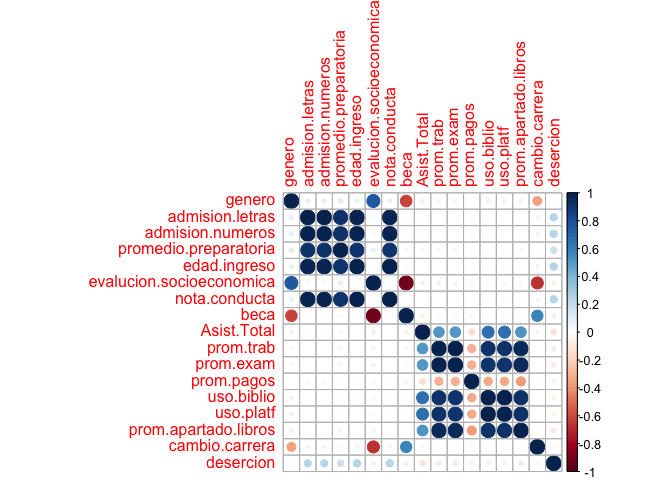 genero
admision.letras
admision.numeros
promedio.preparatoria
edad.ingreso
evalucion.socioeconomica
nota.conducta
beca
Asist.Total
prom.trab
prom.exam
prom.pagos
uso.biblio
uso.platf
prom.apartado.libros
cambio.carrera
desercion
genero
admision.letras
admision.numeros
promedio.preparatoria
edad.ingreso
evalucion.socioeconomica
nota.conducta
beca
Asist.Total
prom.trab
prom.exam
prom.pagos
uso.biblio
uso.platf
prom.apartado.libros
cambio.carrera
desercion
1
0.8
0.6
0.4
0.2
0
-0.2
-0.4
-0.6
-0.8
-1